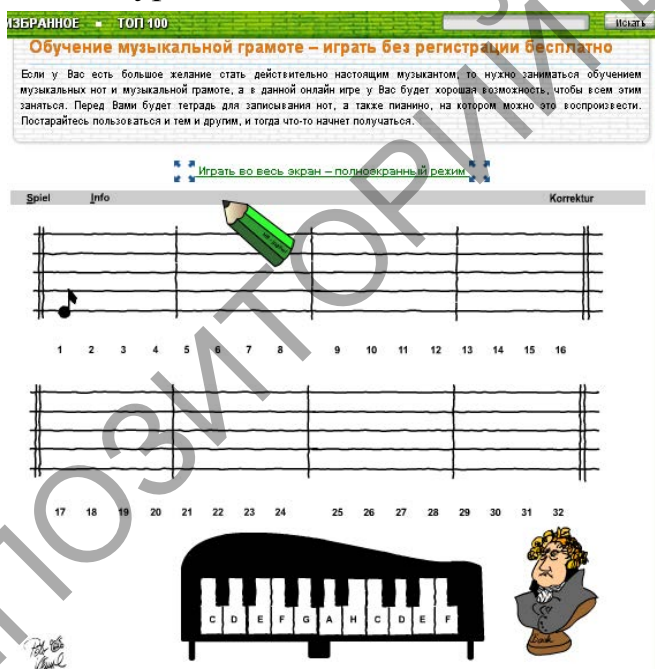 ИЗБРАННОЕ ТОП 100 Искать
Обучение музыкальной грамоте – играть без регистрации бесплатно
Если у Вас есть большое желание стать действительно настоящим музыкантом, то нужно заниматься обучением
музыкальных нот и музыкальной грамоте, а в данной онлайн игре у Вас будет хорошая возможность, чтобы всем этим
заняться. Перед Вами будет тетрадь для записывания нот, а также пианино, на котором можно это воспроизвести.
Постарайтесь пользоваться и тем и другим, и тогда что-то начнет получаться.
Играть во весь экран – полноэкранный режим
Spiel Info Korrektur
1 2 3 4 5 6 7 8 9 10 11 12 13 14 15 16
17 18 19 20 21 22 23 24 25 26 27 28 29 30 31 32
C D E F G A H C D E F